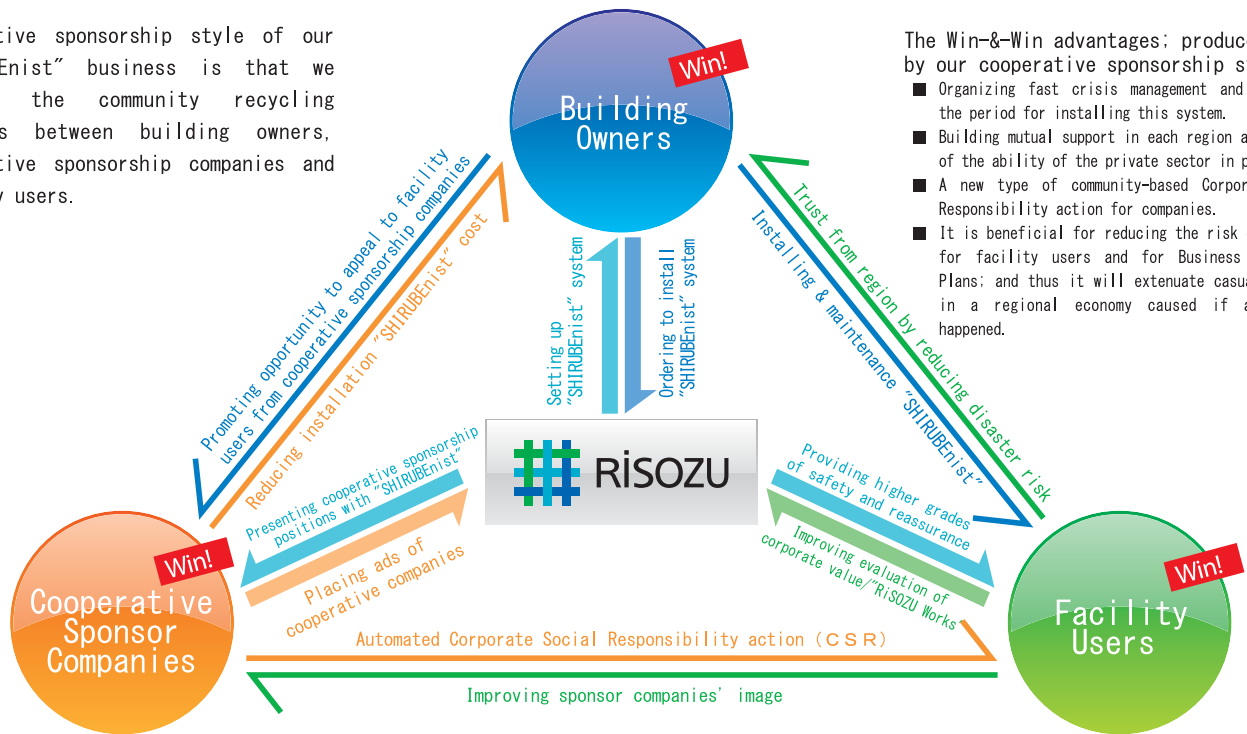 tive sponsorship style of our
Enist" business is that we
the community recycling
s between building owners,
tive sponsorship companies and
y users.
Win!
Building
Owners
The Win-&-Win advantages; produce
by our cooperative sponsorship s
■ Organizing fast crisis management and
the period for installing this system.
■ Building mutual support in each region a
of the ability of the private sector in p
■ A new type of community-based Corpor
Responsibility action for companies.
■ It is beneficial for reducing the risk
for facility users and for Business
Plans; and thus it will extenuate casua
in a regional economy caused if a
happened.
Promoting opportunity to appeal to facility
users from cooperative sponsorship companies
Reducing installation "SHIRUBEnist" cost
Setting up
"SHIRUBEnist" system
Ordering to install
"SHIRUBEnist" system
Trust from region by reducing disaster risk
Installing & maintenance "SHIRUBEnist"
RiSOZU
Presenting cooperative sponsorship
positions with "SHIRUBEnist"
Placing ads of
cooperative companies
Providing higher grades
of safety and reassurance
Improving evaluation of
corporate value/"RiSOZU Works
Win!
Cooperative
Sponsor
Companies
Win!
Facility
Users
Automated Corporate Social Responsibility action (ＣＳＲ)
Improving sponsor companies' image